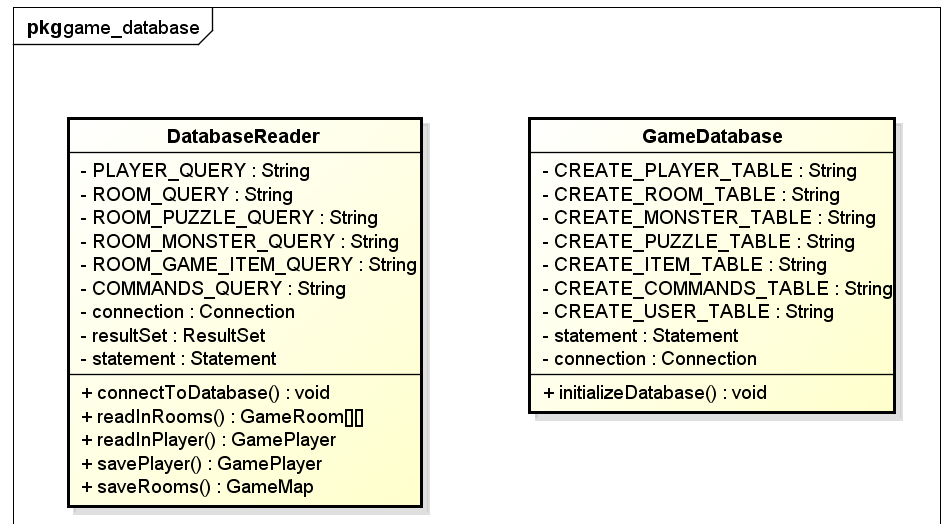 pkg game_database
DatabaseReader
- PLAYER_QUERY : String
- ROOM_QUERY : String
- ROOM_PUZZLE_QUERY : String
- ROOM_MONSTER_QUERY : String
- ROOM_GAME_ITEM_QUERY : String
- COMMANDS_QUERY : String
- connection : Connection
- resultSet : ResultSet
- statement : Statement
+ connectToDatabase() : void
+ readInRooms() : GameRoom[][]
+ readInPlayer() : GamePlayer
+ savePlayer() : GamePlayer
+ saveRooms() : GameMap
GameDatabase
- CREATE_PLAYER_TABLE : String
- CREATE_ROOM_TABLE : String
- CREATE_MONSTER_TABLE : String
- CREATE_PUZZLE_TABLE : String
- CREATE_ITEM_TABLE : String
- CREATE_COMMANDS_TABLE : String
- CREATE_USER_TABLE : String
- statement : Statement
- connection : Connection
+ initializeDatabase() : void